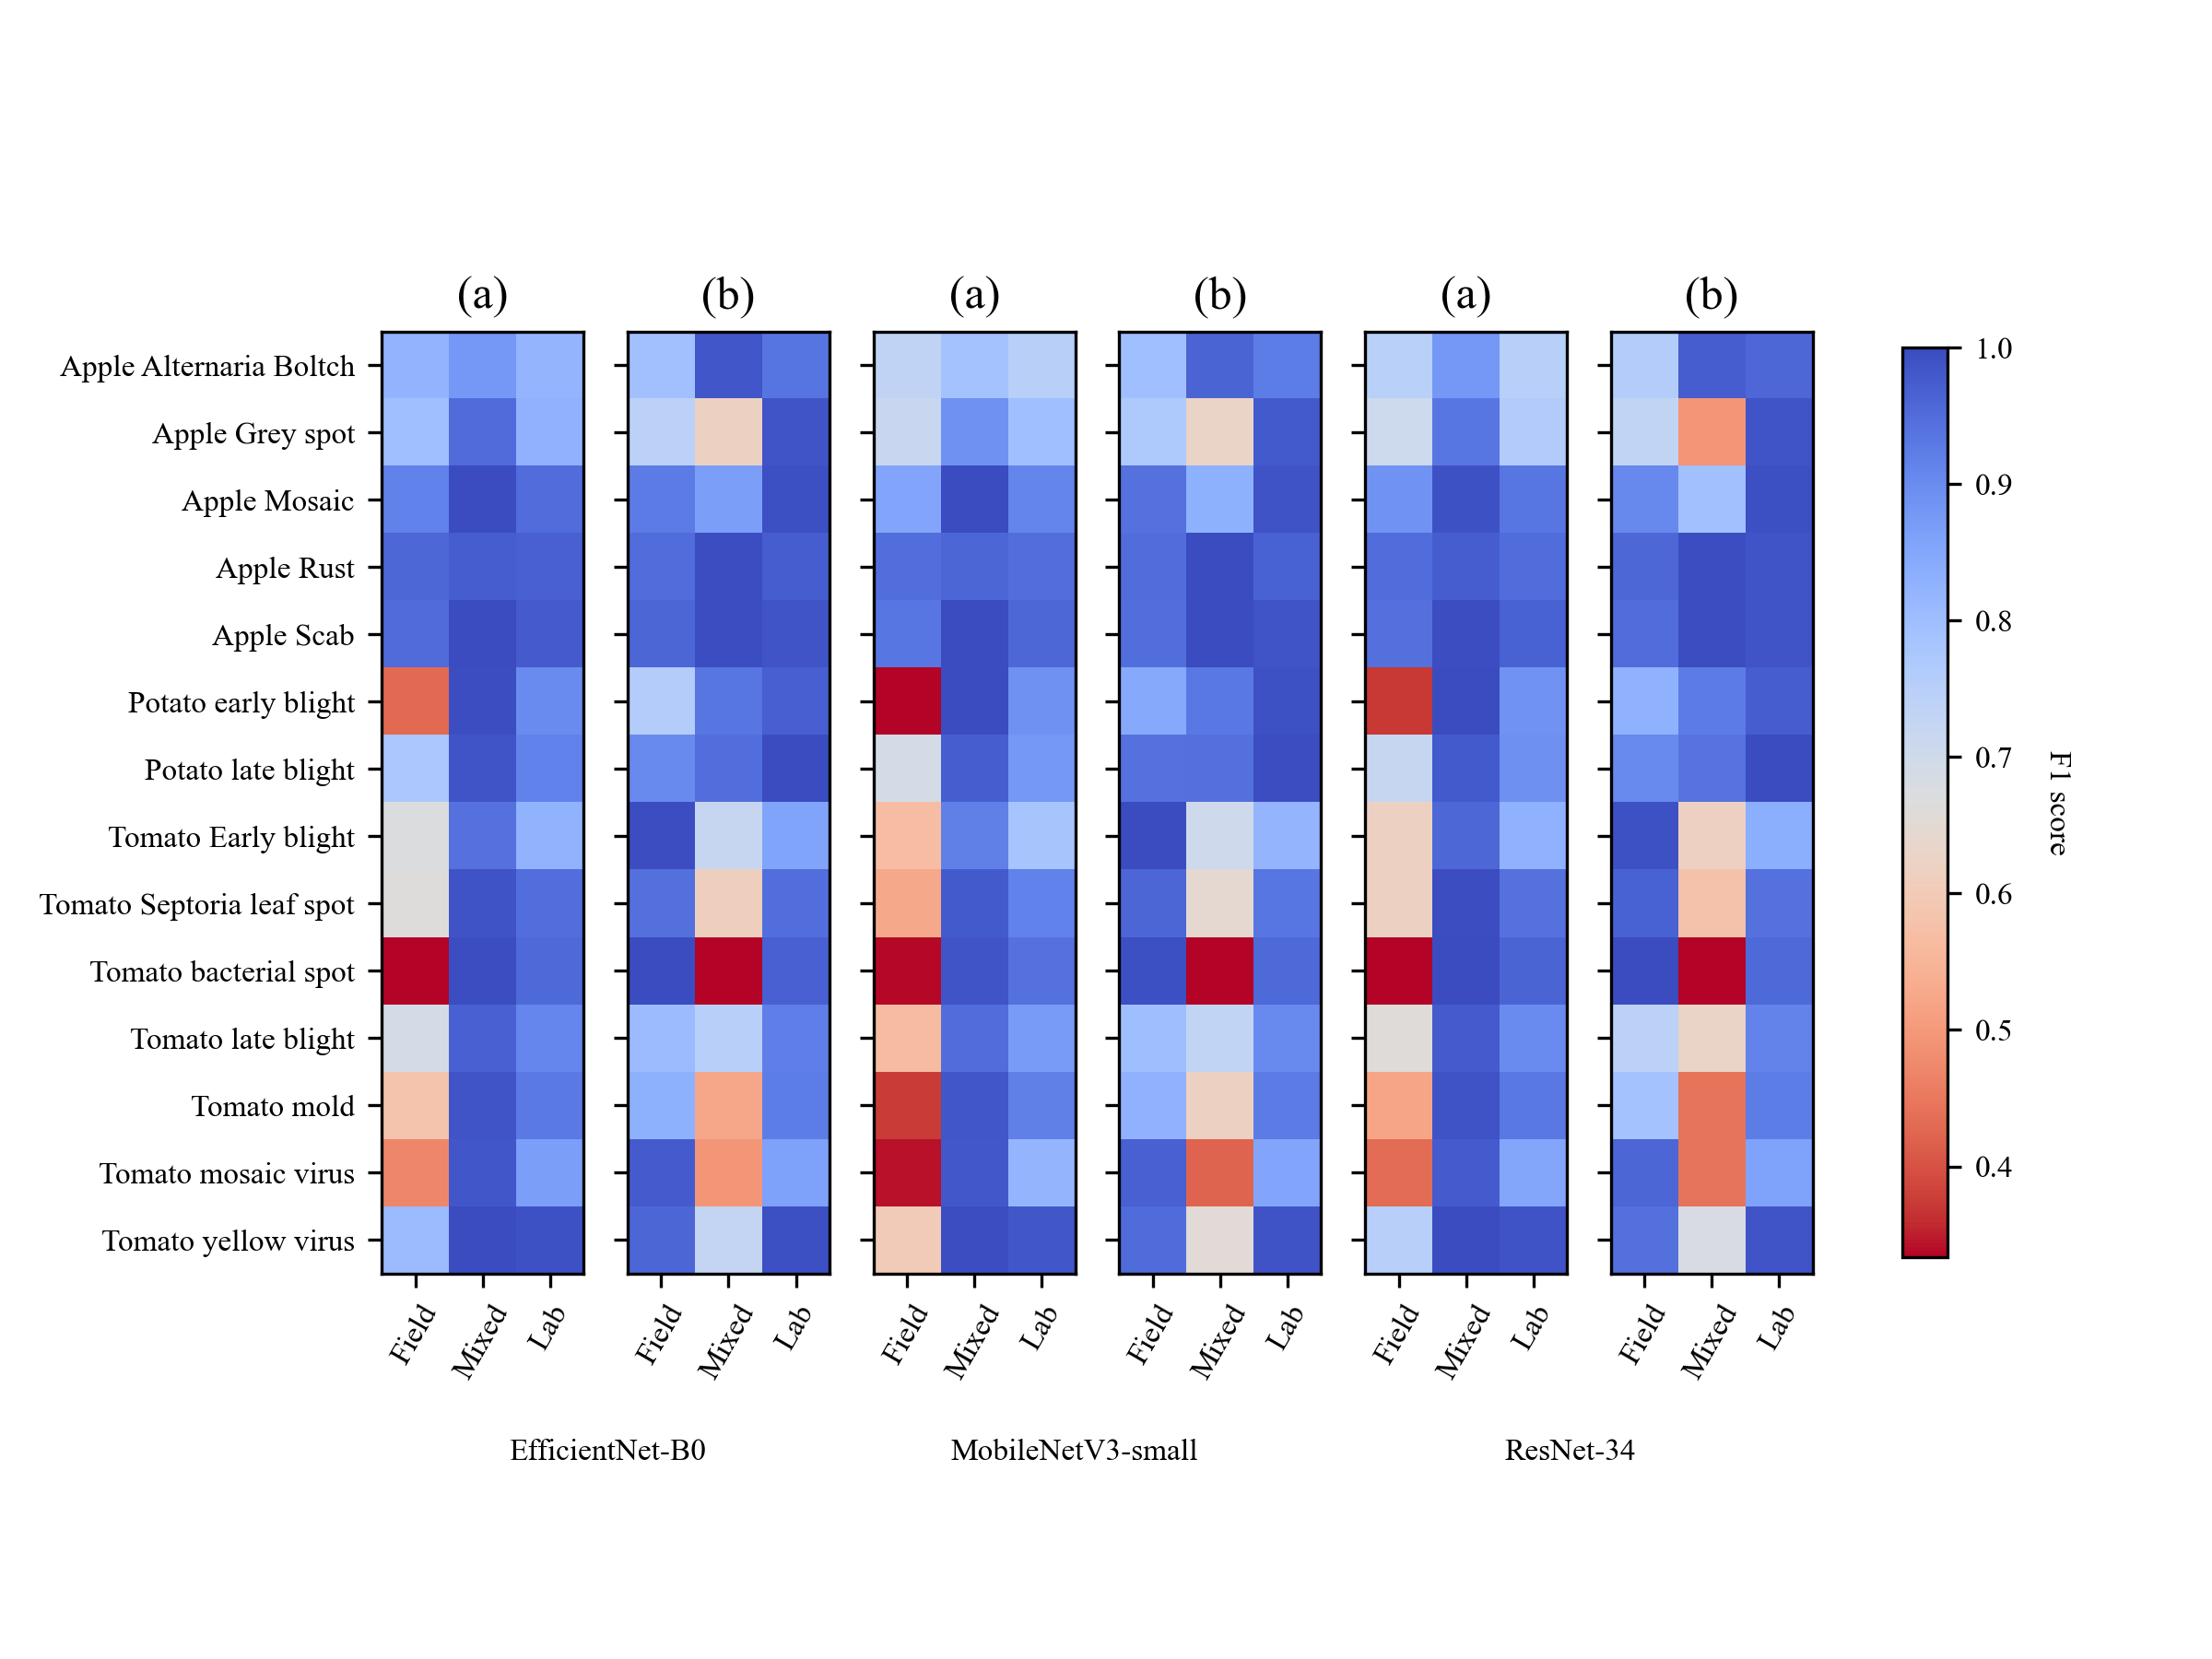 (a) (b) (a) (b) (a) (b)
Apple Alternaria Boltch
Apple Grey spot
Apple Mosaic
Apple Rust
Apple Scab
Potato early blight
Potato late blight
Tomato Early blight
Tomato Septoria leaf spot
Tomato bacterial spot
Tomato late blight
Tomato mold
Tomato mosaic virus
Tomato yellow virus
Field Mixed Lab Field Mixed Lab Field Mixed Lab Field Mixed Lab Field Mixed Lab Field Mixed Lab
EfficientNet-B0 MobileNetV3-small ResNet-34
1.0
0.9
0.8
0.7
0.6
0.5
0.4
F1 score